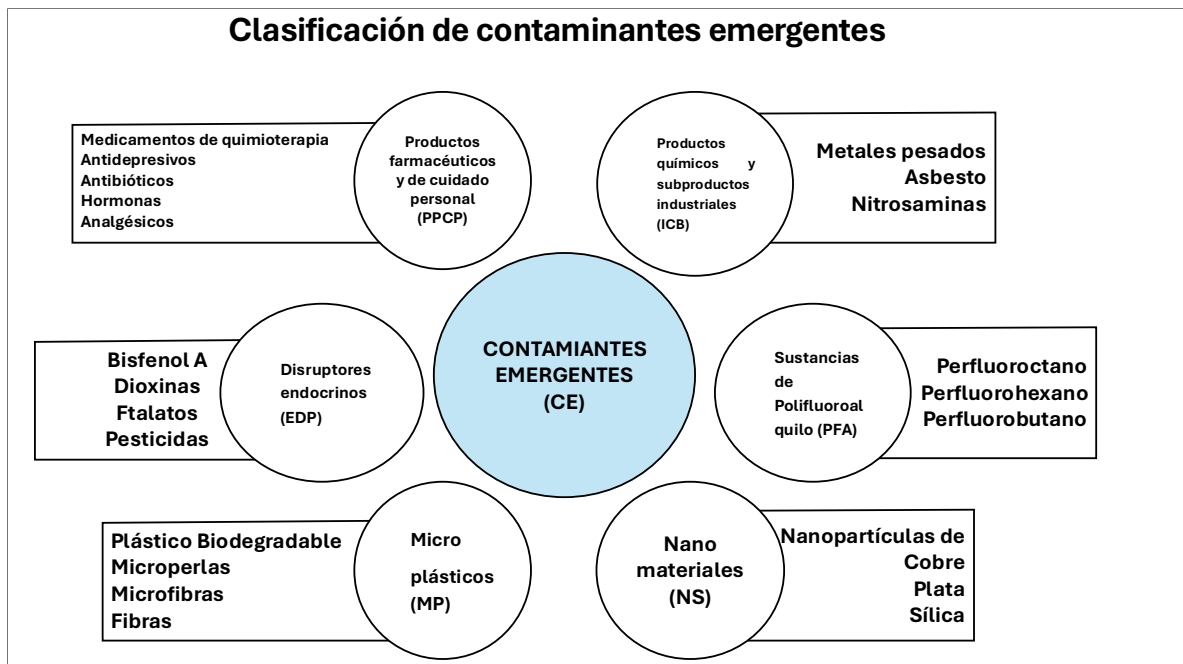 Clasificación de contaminantes emergentes
Medicamentos de quimioterapia
Antidepresivos
Antibióticos
Hormonas
Analgésicos
Productos
farmacéuticos
y de cuidado
personal
(PPCP)
Productos
químicos y
subproductos
industriales
(ICB)
Metales pesados
Asbesto
Nitrosaminas
Bisfenol A
Dioxinas
Ftalatos
Pesticidas
Disruptores
endocrinos
(EDP)
CONTAMIANTES
EMERGENTES
(CE)
Sustancias
de
Polifluoroal
quilo (PFA)
Perfluoroctano
Perfluorohexano
Perfluorobutano
Plástico Biodegradable
Microperlas
Microfibras
Fibras
Micro
plásticos
(MP)
Nano
materiales
(NS)
Nanopartículas de
Cobre
Plata
Sílica